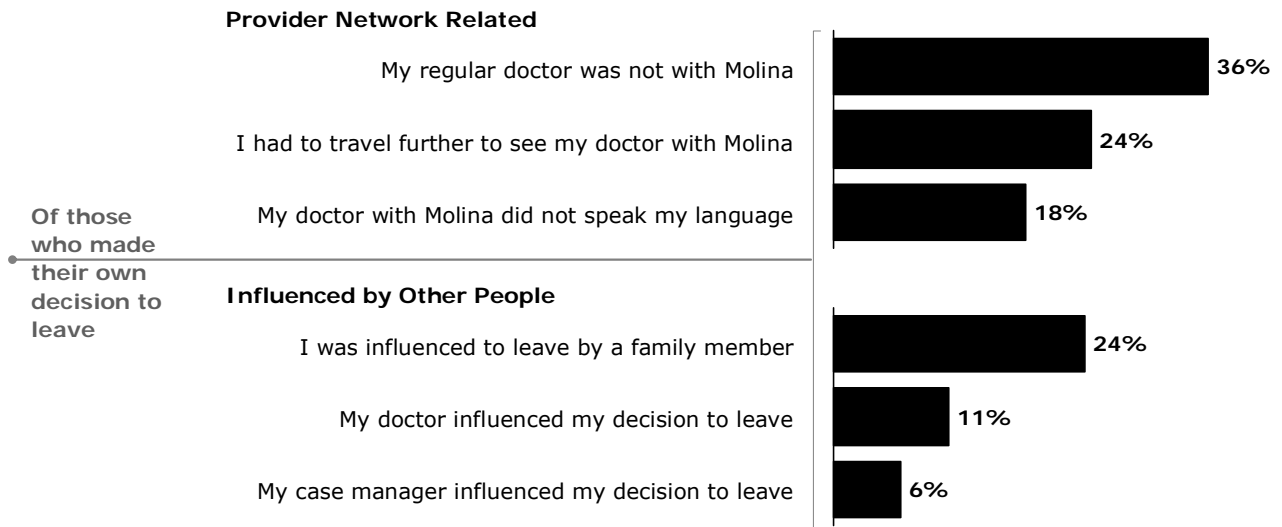 Provider Network Related
My regular doctor was not with Molina
36%
I had to travel further to see my doctor with Molina
24%
My doctor with Molina did not speak my language
18%
Of those
who made
their own
decision to
leave
Influenced by Other People
I was influenced to leave by a family member
24%
My doctor influenced my decision to leave
11%
My case manager influenced my decision to leave
6%